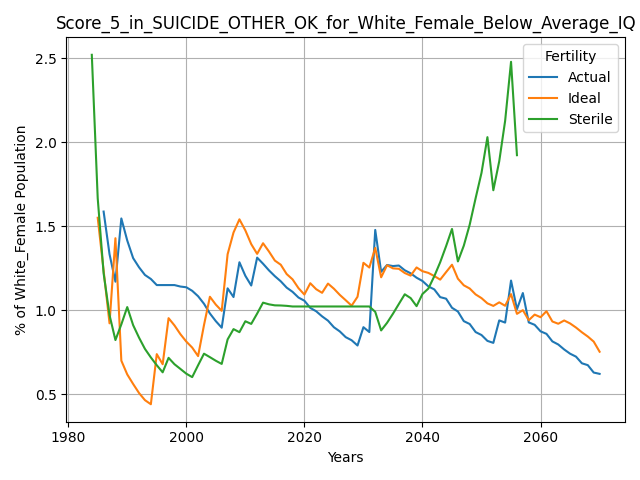 Score_5_in_SUICIDE_OTHER_OK_for_White_Female_Below_Average_IQ
% of White_Female Population
2.5
2.0
1.5
1.0
0.5
Fertility
Actual
Ideal
Sterile
1980
2000
2020
2040
2060
Years